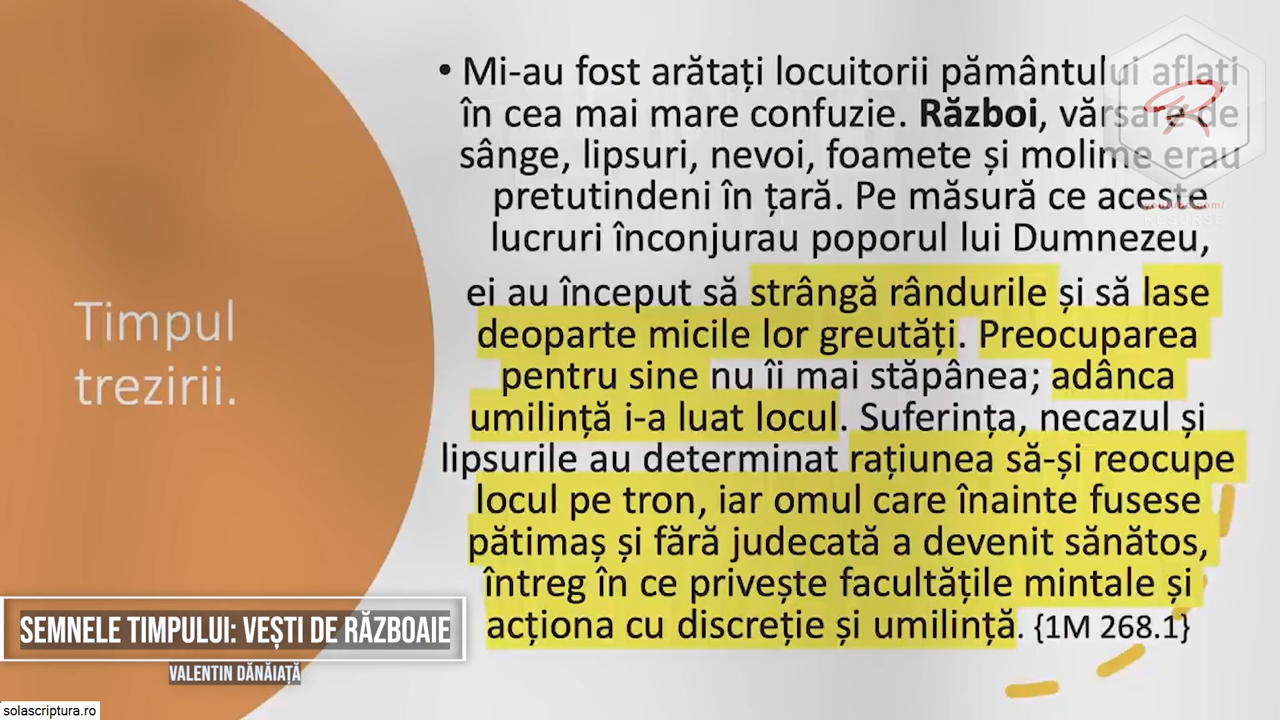 • Mi-au fost arătați locuitorii pământului aflați
în cea mai mare confuzie. Război, vărsare de
sânge, lipsuri, nevoi, foamete și molime erau
pretutindeni în țară. Pe măsură ce aceste
lucruri înconjurau poporul lui Dumnezeu,
ei au început să strângă rândurile și să lase
deoparte micile lor greutăți. Preocuparea
pentru sine nu îi mai stăpânea; adânca
umilință i-a luat locul. Suferința, necazul și
lipsurile au determinat rațiunea să-și reocupe
locul pe tron, iar omul care înainte fusese
pătimaș și fără judecată a devenit sănătos,
întreg în ce privește facultățile mintale și
acționa cu discreție și umilință. {1M 268.1}
Timpul
trezirii.
SEMNELE TIMPULUI: VEȘTI DE RĂZBOAIE
VALENTIN DĂNĂIAȚĂ
solascriptura.ro
youtube.com/
RESURSE